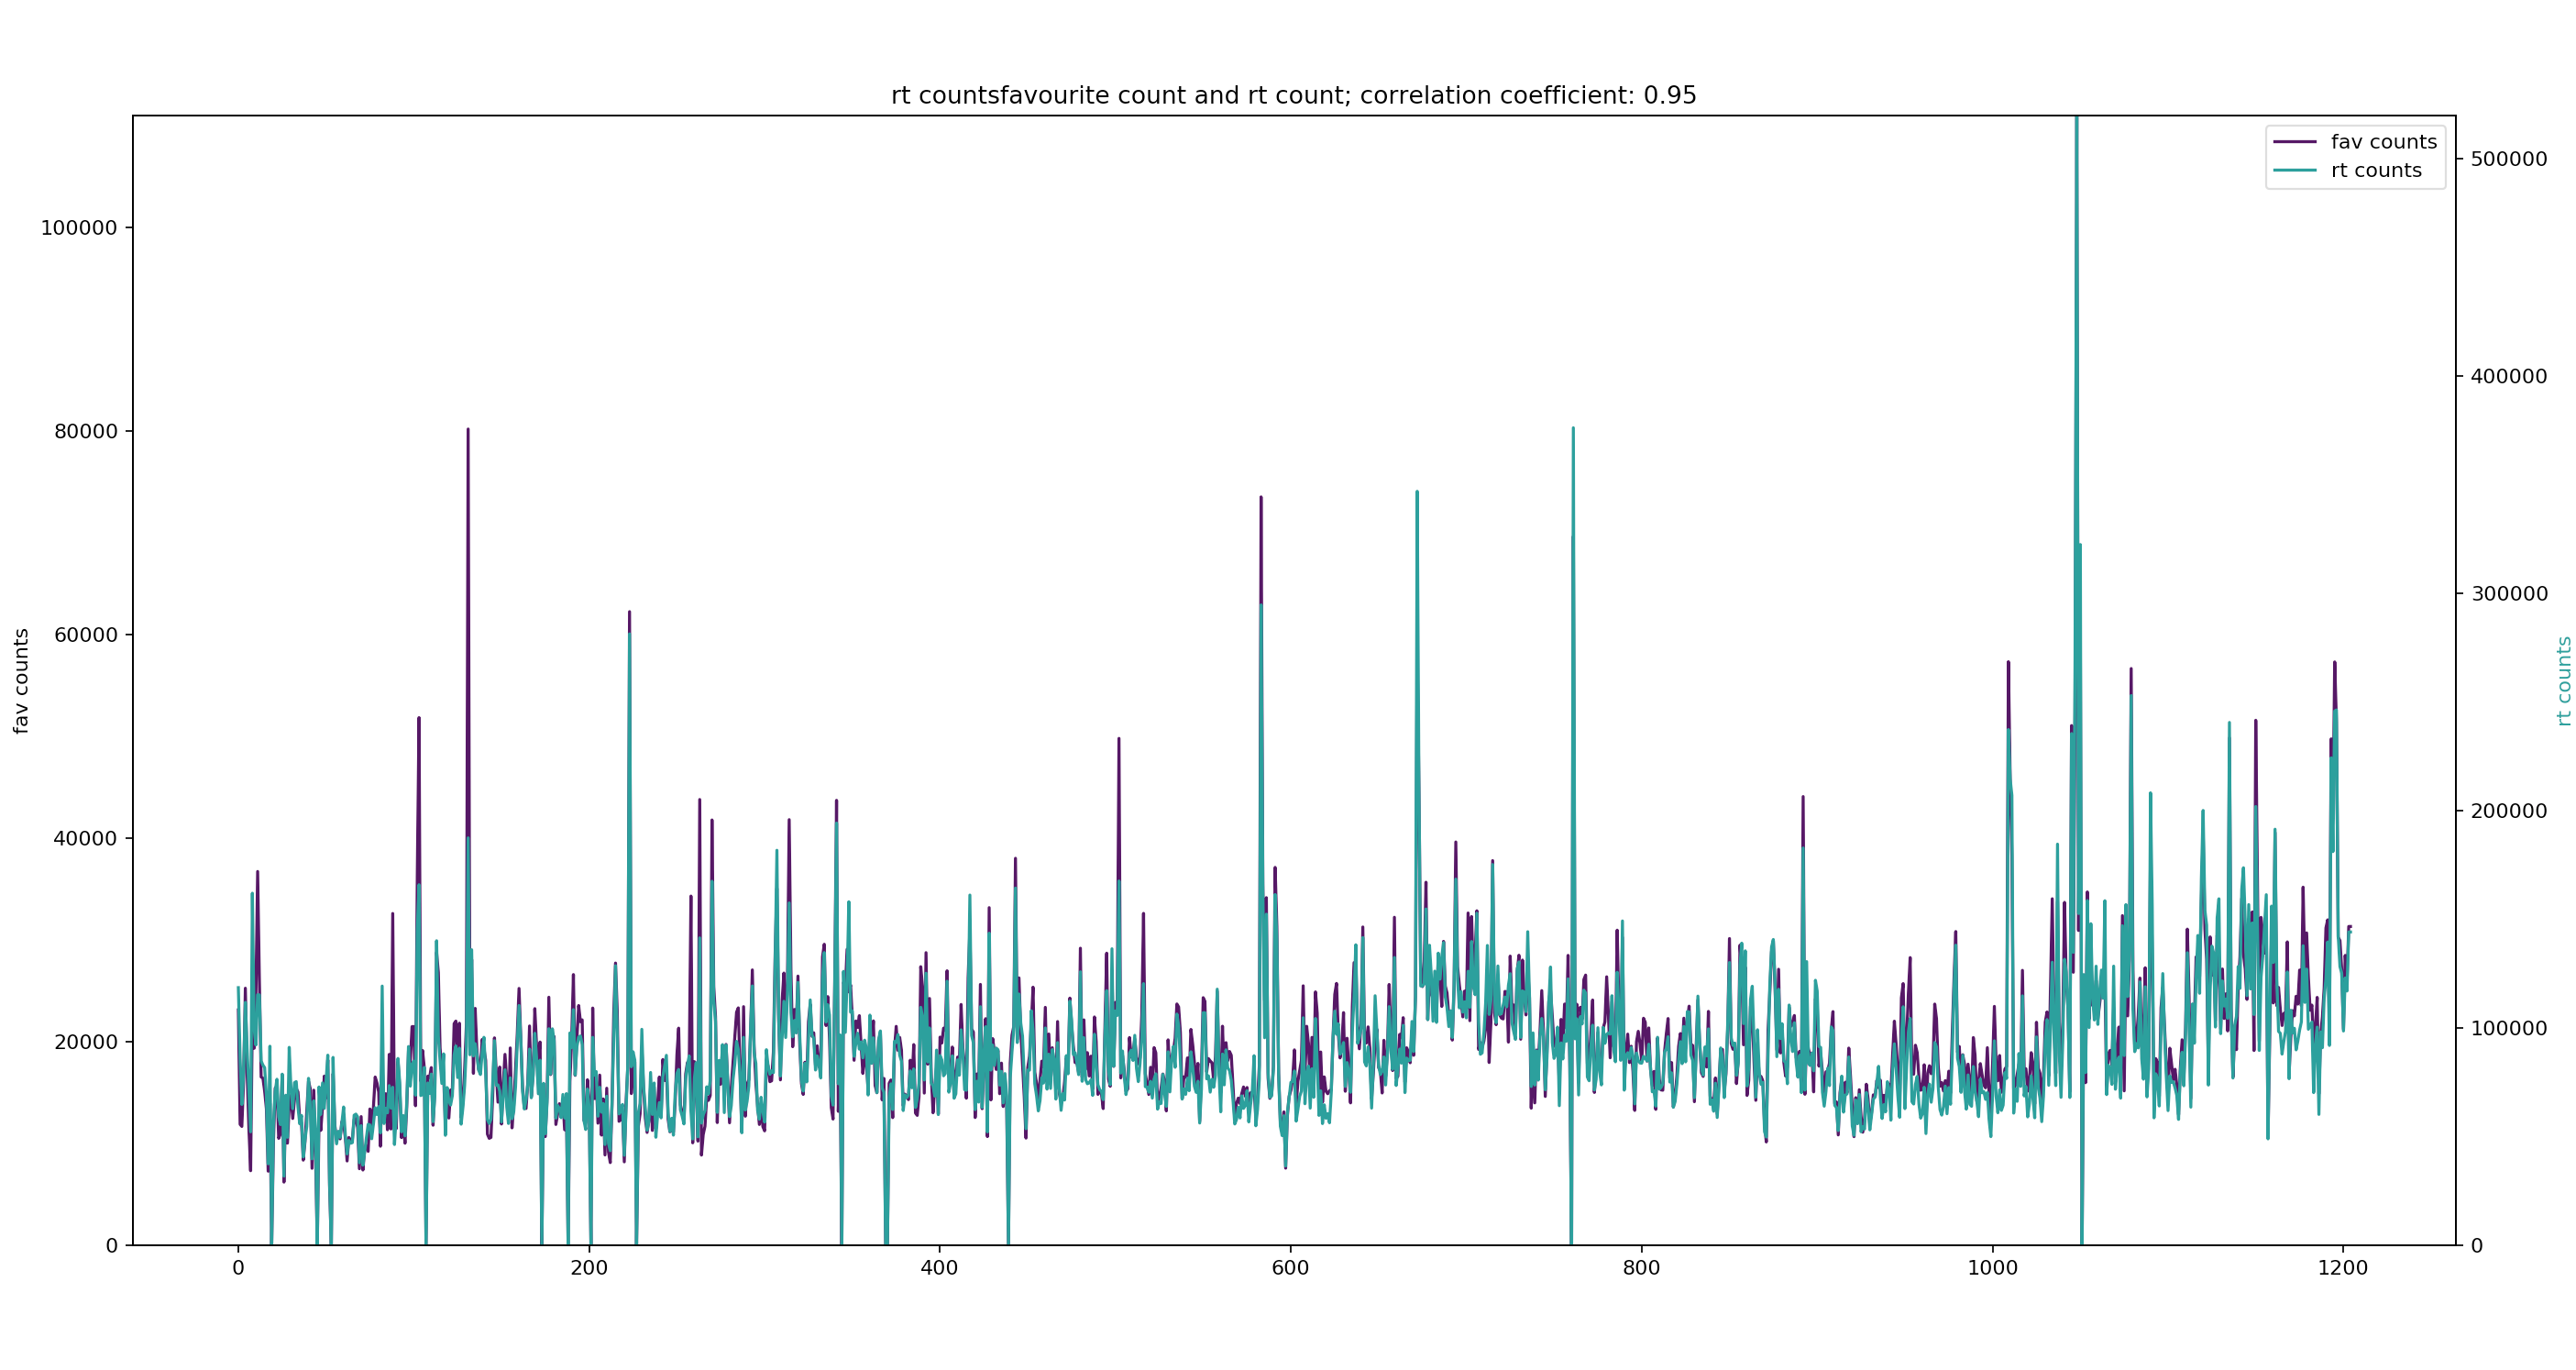 rt countsfavourite count and rt count; correlation coefficient: 0.95
fav counts
rt counts
100000
80000
60000
40000
20000
0
fav counts
500000
400000
300000
200000
100000
0
rt counts
0 200 400 600 800 1000 1200